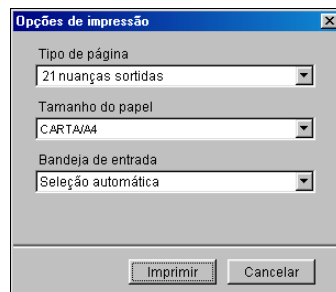 Opções de impressão
Tipo de página
21 nuanças sortidas
Tamanho do papel
CARTA/A4
Bandeja de entrada
Seleção automática
Imprimir
Cancelar